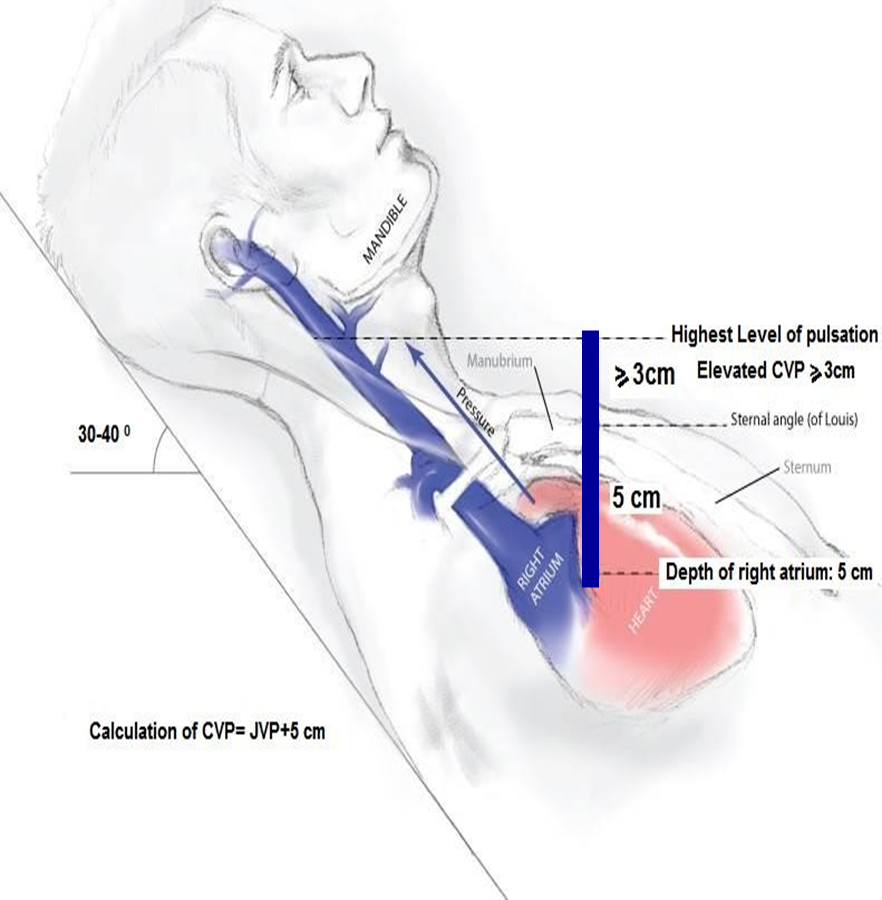 MANDIBLE
Highest Level of pulsation
Manubrium
⩾3cm
Elevated CVP ⩾3cm
Pressure
Sternal angle (of Louis)
30-40 ⁰
Sternum
5 cm
RIGHT
ATRIUM
Depth of right atrium: 5 cm
HEART
Calculation of CVP= JVP+5 cm